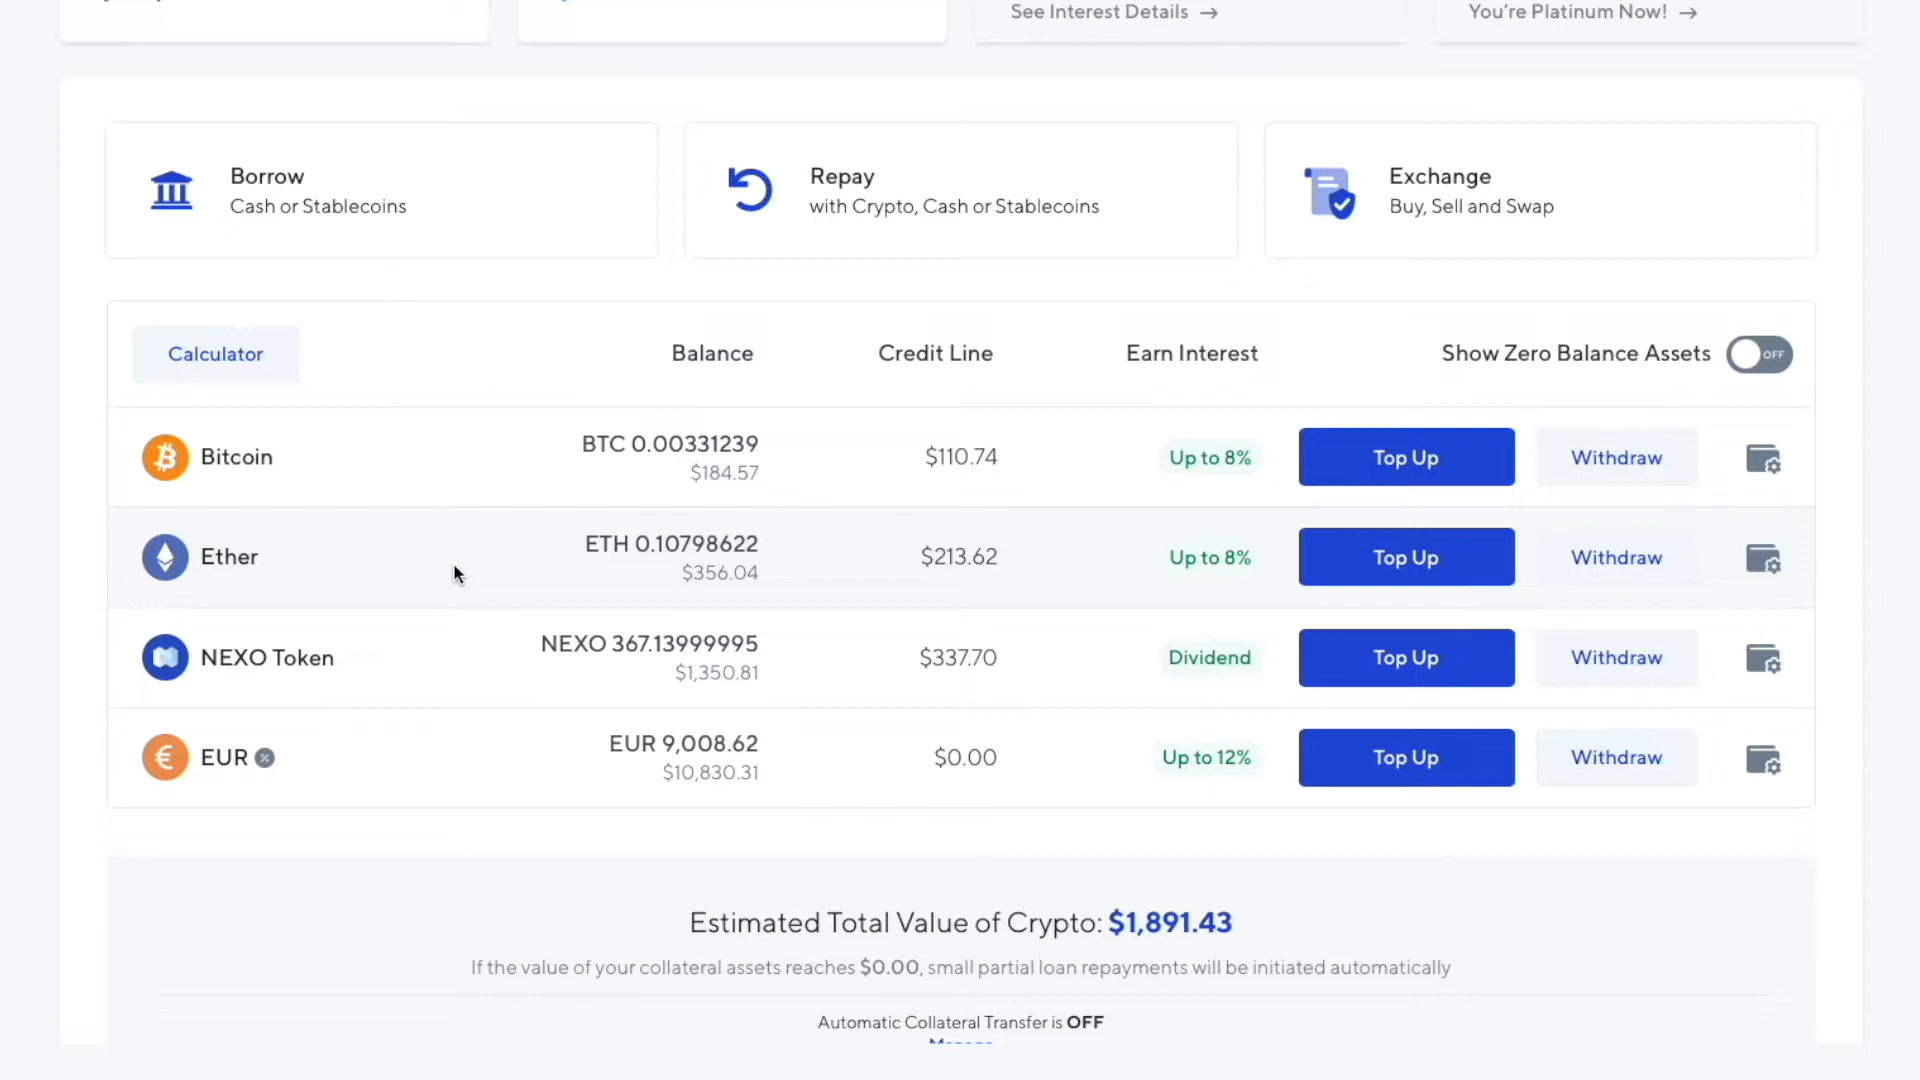 See Interest Details →
You're Platinum Now! →
Borrow
Cash or Stablecoins
Repay
with Crypto, Cash or Stablecoins
Exchange
Buy, Sell and Swap
Calculator Balance Credit Line Earn Interest Show Zero Balance Assets OFF
Bitcoin BTC 0.00331239 $110.74 Up to 8% Top Up Withdraw
$184.57
Ether ETH 0.10798622 $213.62 Up to 8% Top Up Withdraw
$356.04
NEXO Token NEXO 367.13999995 $337.70 Dividend Top Up Withdraw
$1,350.81
EUR EUR 9,008.62 $0.00 Up to 12% Top Up Withdraw
$10,830.31
Estimated Total Value of Crypto: $1,891.43
If the value of your collateral assets reaches $0.00, small partial loan repayments will be initiated automatically
Automatic Collateral Transfer is OFF